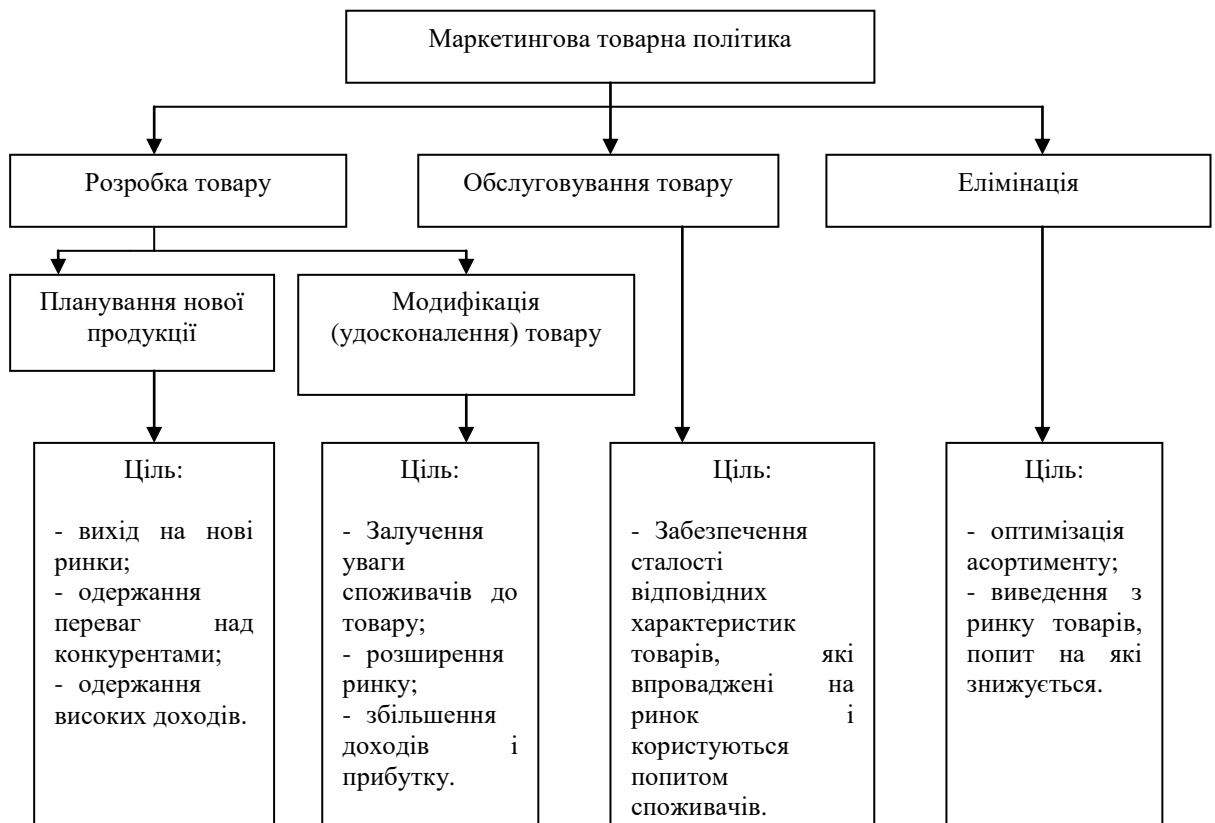 Маркетингова товарна політика
Розробка товару
Обслуговування товару
Елімінація
Планування нової
продукції
Модифікація
(удосконалення) товару
Ціль:
- вихід на нові
ринки;
- одержання
переваг над
конкурентами;
- одержання
високих доходів.
Ціль:
- Залучення
уваги
споживачів до
товару;
- розширення
ринку;
- збільшення
доходів і
прибутку.
Ціль:
- Забезпечення
сталості
відповідних
характеристик
товарів, які
впроваджені на
ринок і
користуються
попитом
споживачів.
Ціль:
- оптимізація
асортименту;
- виведення з
ринку товарів,
попит на які
знижується.